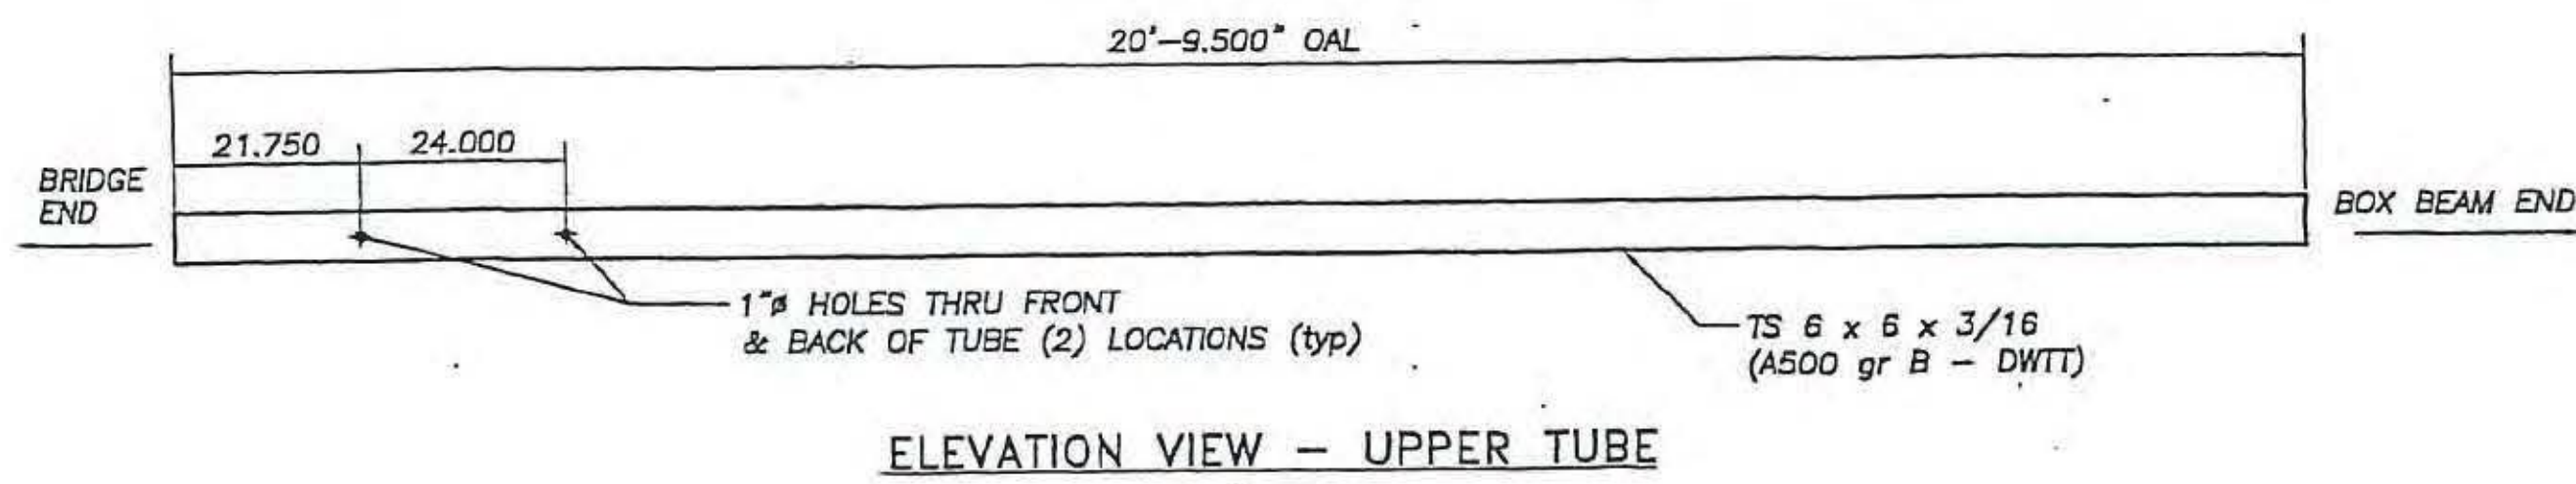 20'-9.500" OAL
21.750
24.000
BRIDGE
END
BOX BEAM END
1"ø HOLES THRU FRONT
& BACK OF TUBE (2) LOCATIONS (typ)
TS 6 x 6 x 3/16
(A500 gr B - DWTT)
ELEVATION VIEW - UPPER TUBE